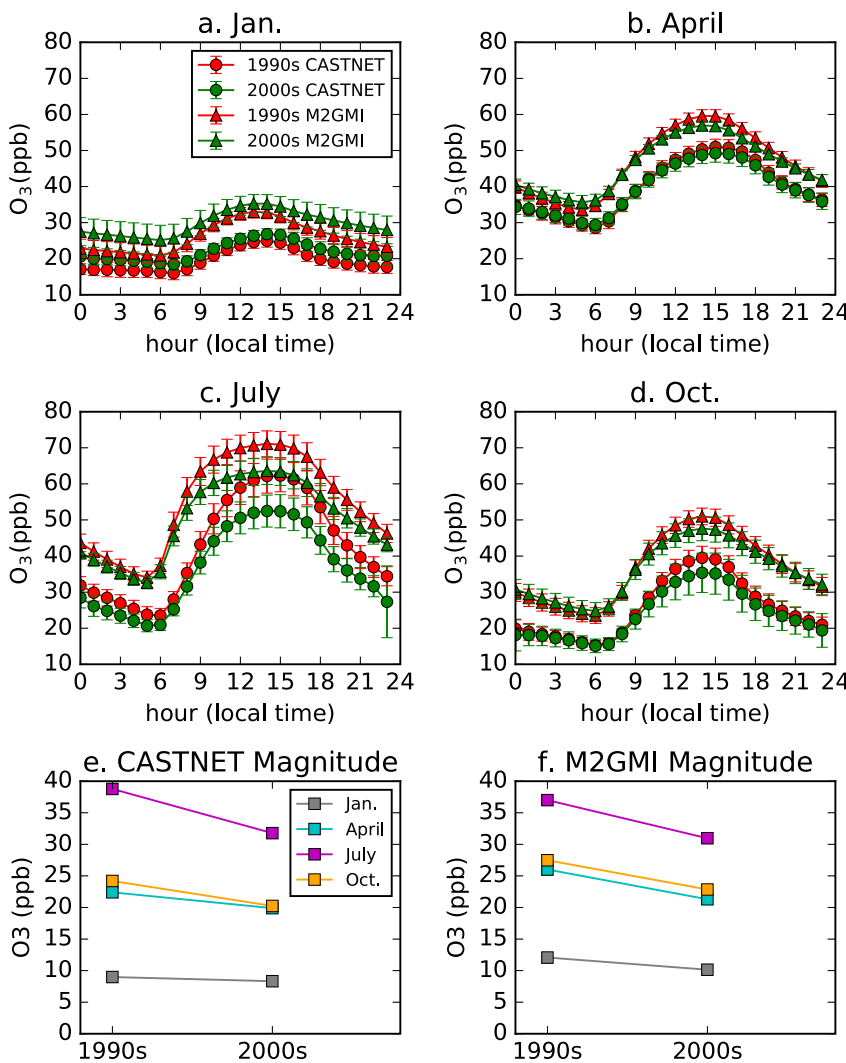 a. Jan.
80
70
60
50
40
30
20
10
O₃(ppb)
1990s CASTNET
2000s CASTNET
1990s M2GMI
2000s M2GMI
0 3 6 9 12 15 18 21 24
hour (local time)
b. April
80
70
60
50
40
30
20
10
O₃(ppb)
0 3 6 9 12 15 18 21 24
hour (local time)
c. July
80
70
60
50
40
30
20
10
O₃(ppb)
0 3 6 9 12 15 18 21 24
hour (local time)
d. Oct.
80
70
60
50
40
30
20
10
O₃(ppb)
0 3 6 9 12 15 18 21 24
hour (local time)
e. CASTNET Magnitude
40
35
30
25
20
15
10
5
0
O3 (ppb)
Jan.
April
July
Oct.
1990s 2000s
f. M2GMI Magnitude
40
35
30
25
20
15
10
5
0
O3 (ppb)
1990s 2000s